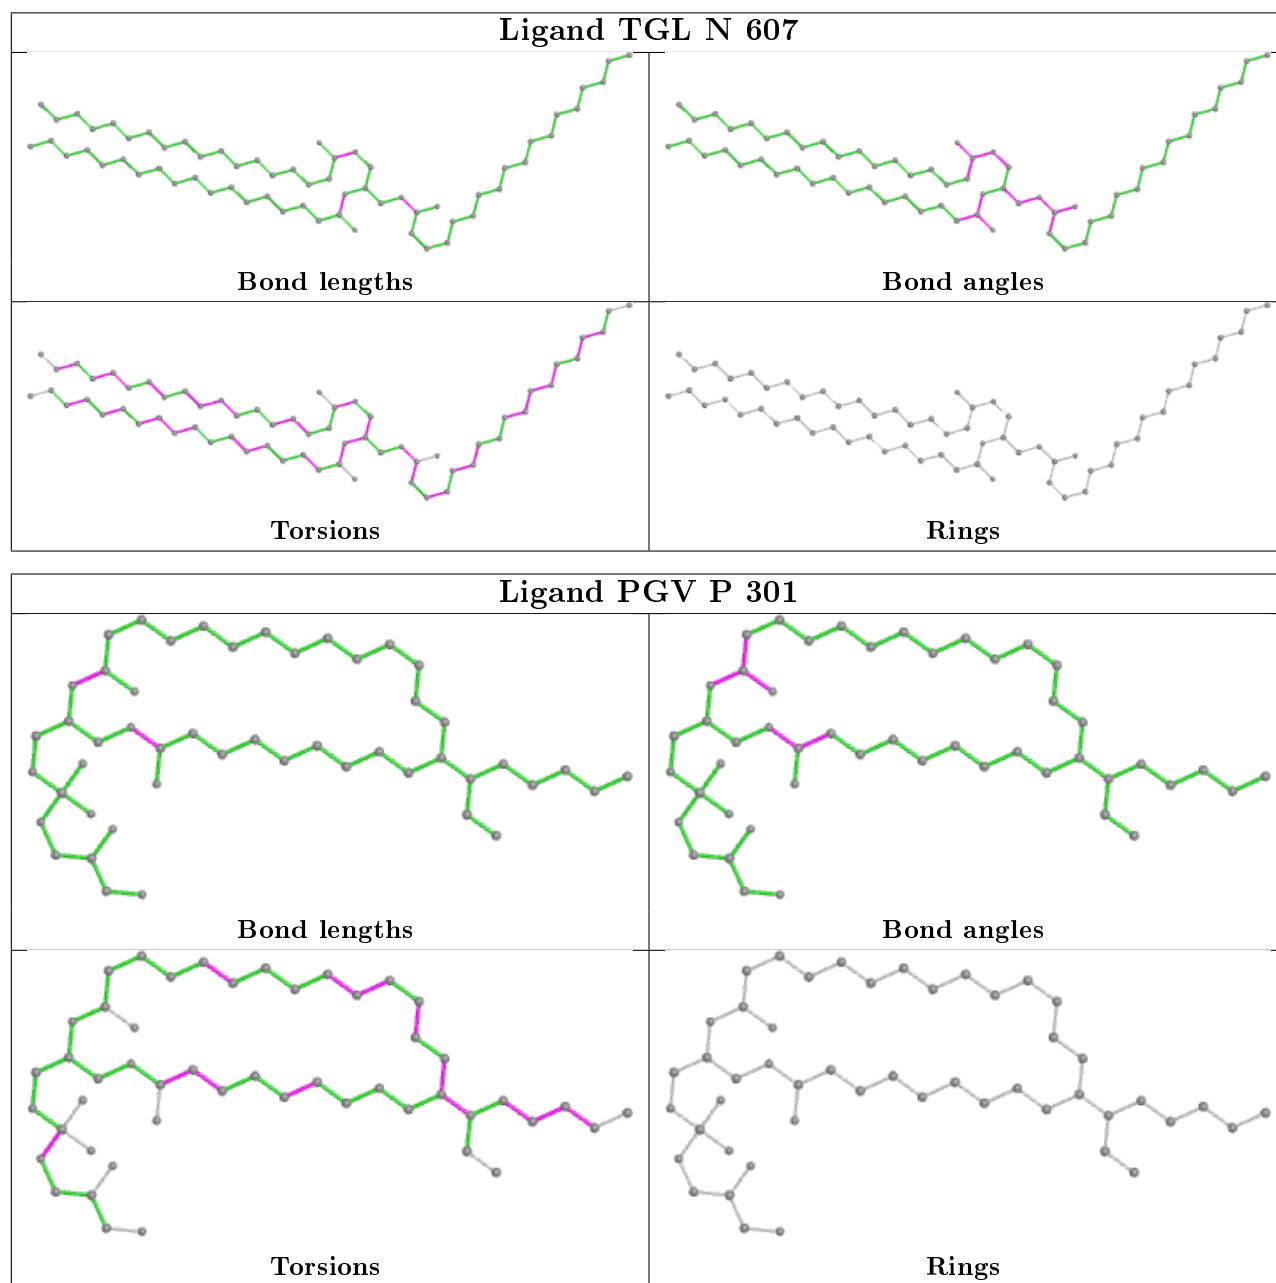 Ligand TGL N 607
Bond lengths
Bond angles
Torsions
Rings
Ligand PGV P 301
Bond lengths
Bond angles
Torsions
Rings